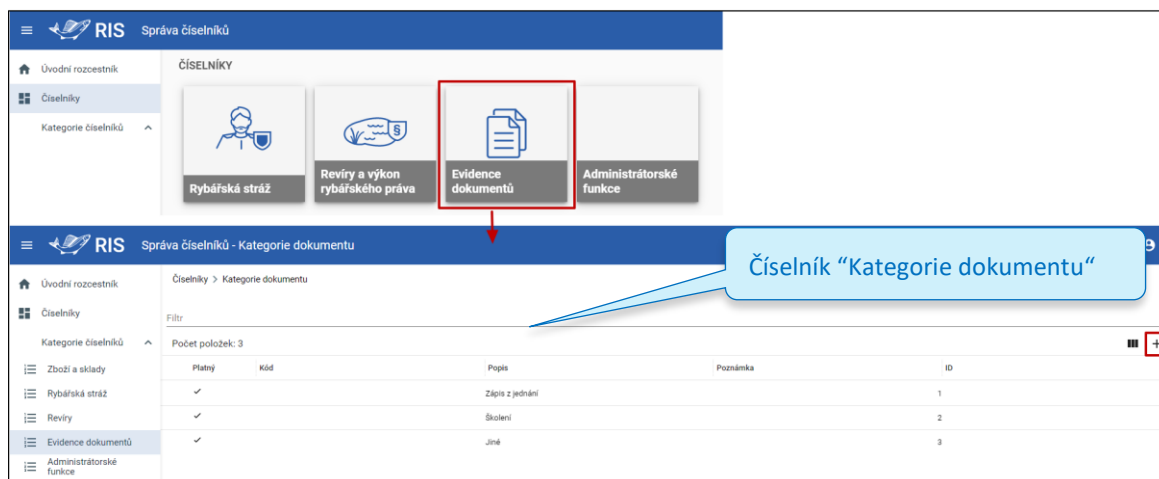 RIS Správa číselníků
Úvodní rozcestník
Číselníky
Kategorie číselníků
ČÍSELNÍKY
Rybářská stráž
Revíry a výkon
rybářského práva
Evidence
dokumentů
Administrátorské
funkce
RIS Správa číselníků - Kategorie dokumentu
Číselník “Kategorie dokumentu“
Úvodní rozcestník
Číselníky
Kategorie číselníků
Zboží a sklady
Rybářská stráž
Revíry
Evidence dokumentů
Administrátorské
funkce
Číselníky > Kategorie dokumentu
Filtr
Počet položek: 3
Platný Kód Popis Poznámka ID
Zápis z jednání 1
Školení 2
Jiné 3